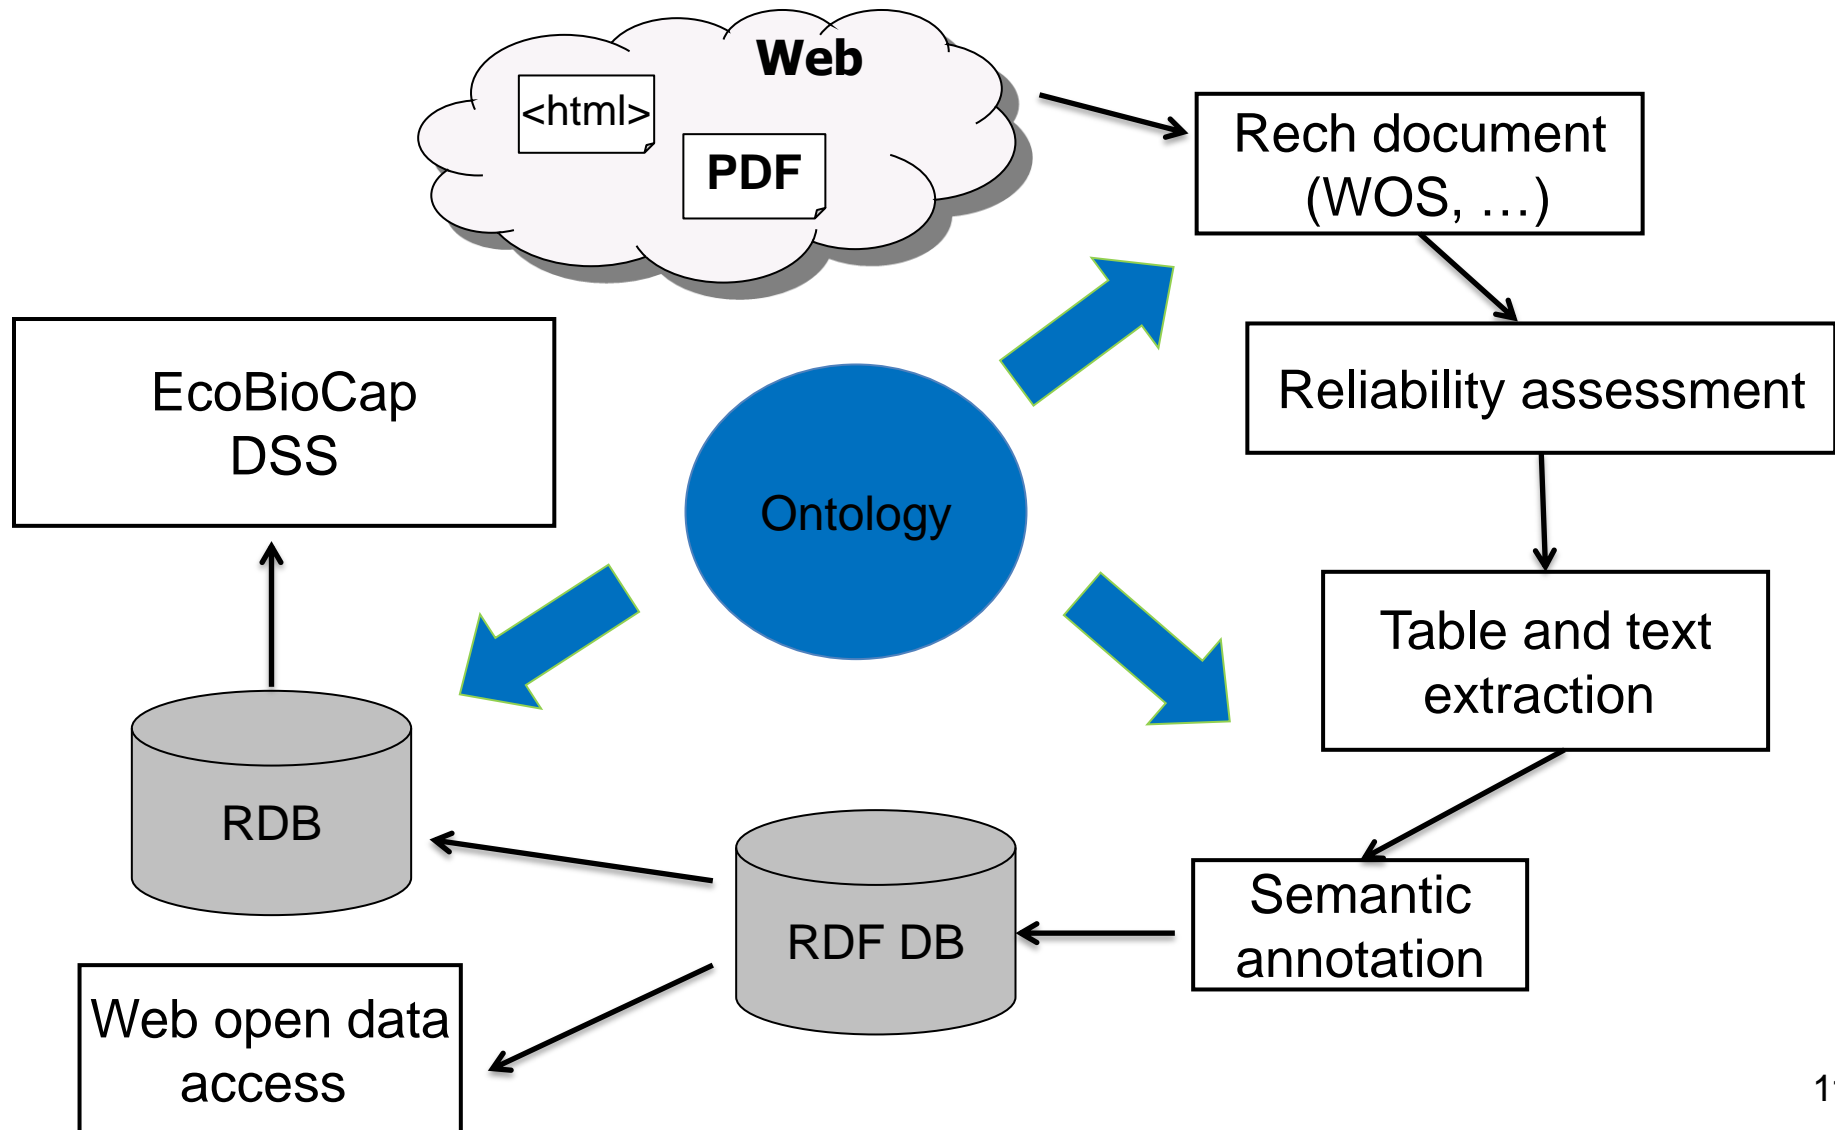 Web
<html>
PDF
Rech document
(WOS, …)
Reliability assessment
EcoBioCap
DSS
Ontology
Table and text
extraction
RDB
RDF DB
Semantic
annotation
Web open data
access